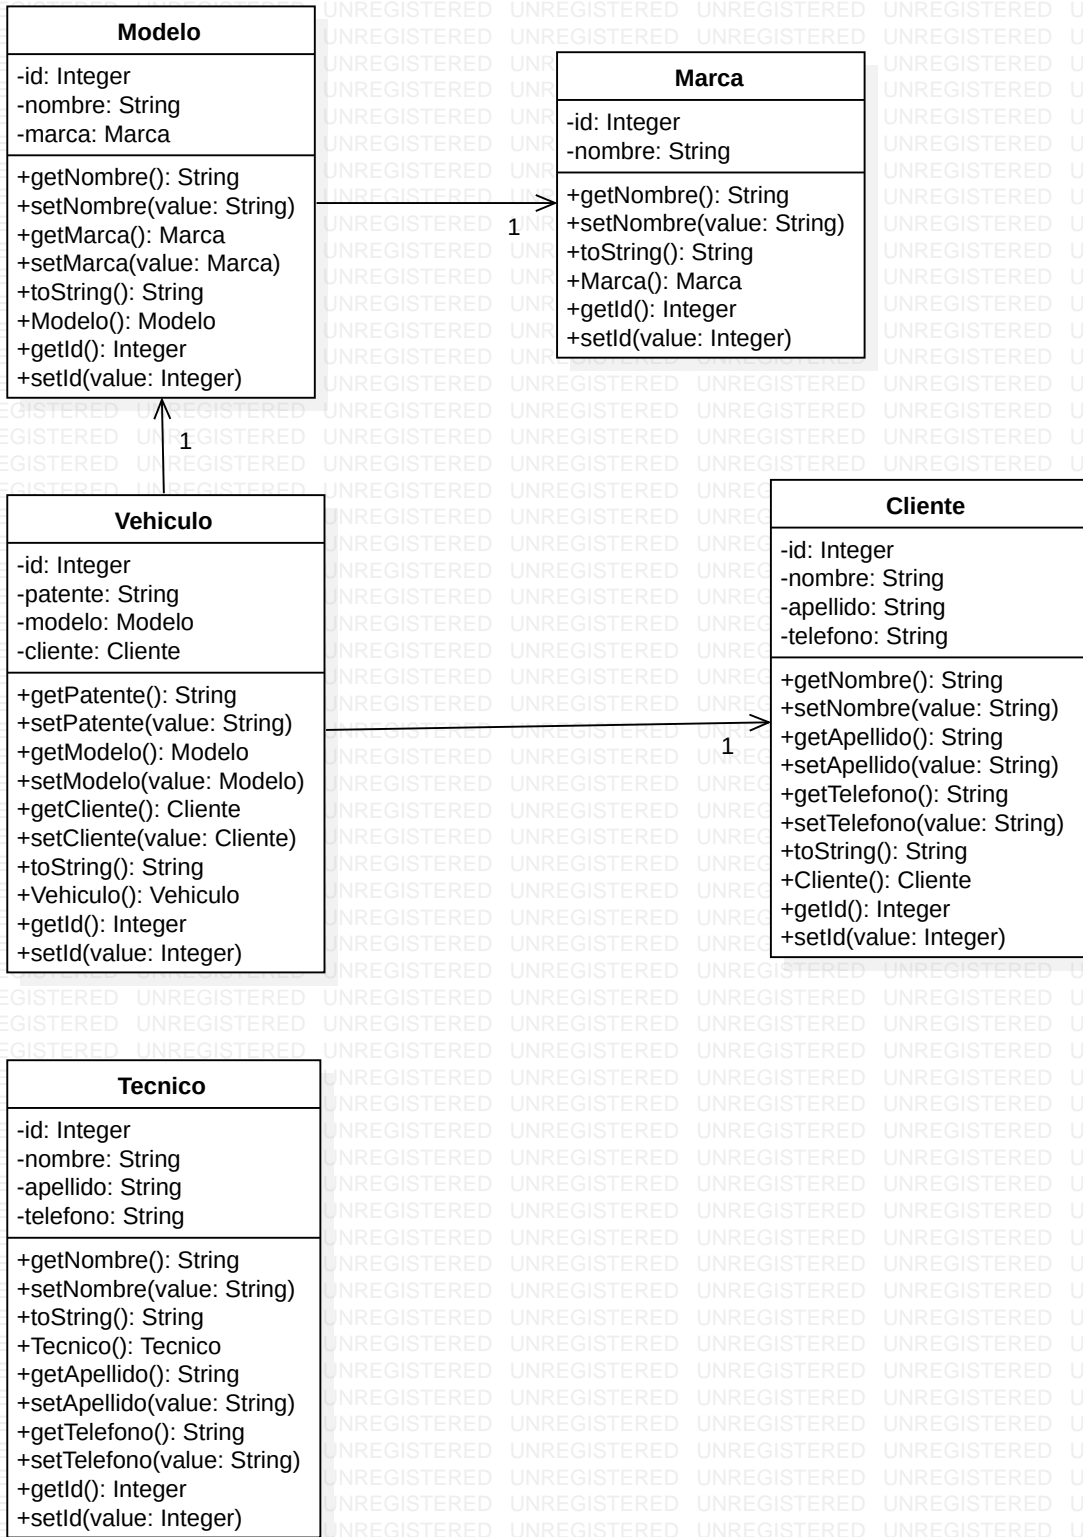 Modelo
-id: Integer
-nombre: String
-marca: Marca
+getNombre(): String
+setNombre(value: String)
+getMarca(): Marca
+setMarca(value: Marca)
+toString(): String
+Modelo(): Modelo
+getId(): Integer
+setId(value: Integer)
Marca
-id: Integer
-nombre: String
+getNombre(): String
+setNombre(value: String)
+toString(): String
+Marca(): Marca
+getId(): Integer
+setId(value: Integer)
1
1
Vehiculo
-id: Integer
-patente: String
-modelo: Modelo
-cliente: Cliente
+getPatente(): String
+setPatente(value: String)
+getModelo(): Modelo
+setModelo(value: Modelo)
+getCliente(): Cliente
+setCliente(value: Cliente)
+toString(): String
+Vehiculo(): Vehiculo
+getId(): Integer
+setId(value: Integer)
1
Cliente
-id: Integer
-nombre: String
-apellido: String
-telefono: String
+getNombre(): String
+setNombre(value: String)
+getApellido(): String
+setApellido(value: String)
+getTelefono(): String
+setTelefono(value: String)
+toString(): String
+Cliente(): Cliente
+getId(): Integer
+setId(value: Integer)
Tecnico
-id: Integer
-nombre: String
-apellido: String
-telefono: String
+getNombre(): String
+setNombre(value: String)
+toString(): String
+Tecnico(): Tecnico
+getApellido(): String
+setApellido(value: String)
+getTelefono(): String
+setTelefono(value: String)
+getId(): Integer
+setId(value: Integer)
UNREGISTERED